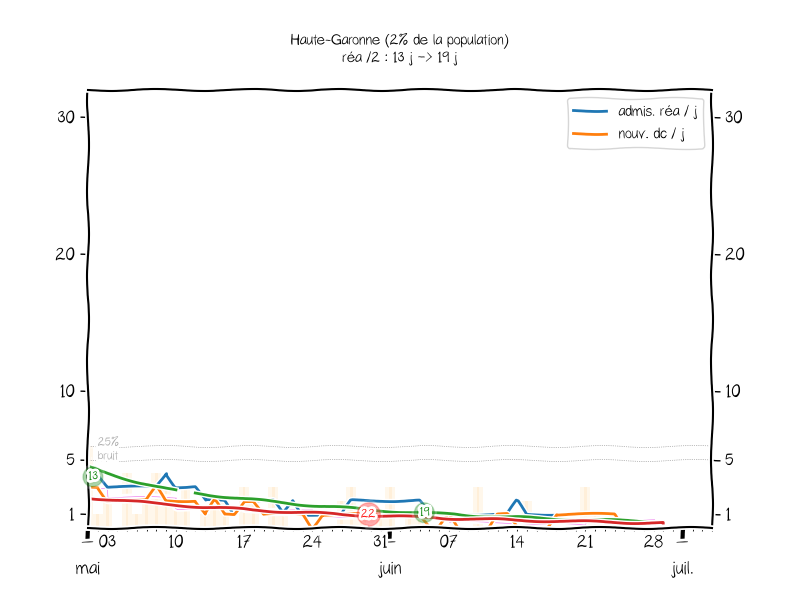 Haute-Garonne (2% de la population)
réa /2 : 13 j -> 19 j
admis. réa / j
nouv. dc / j
30
30
20
20
10
10
25%
bruit
5
5
13
22
19
1
1
03 10 17 24 31 07 14 21 28
mai juin juil.